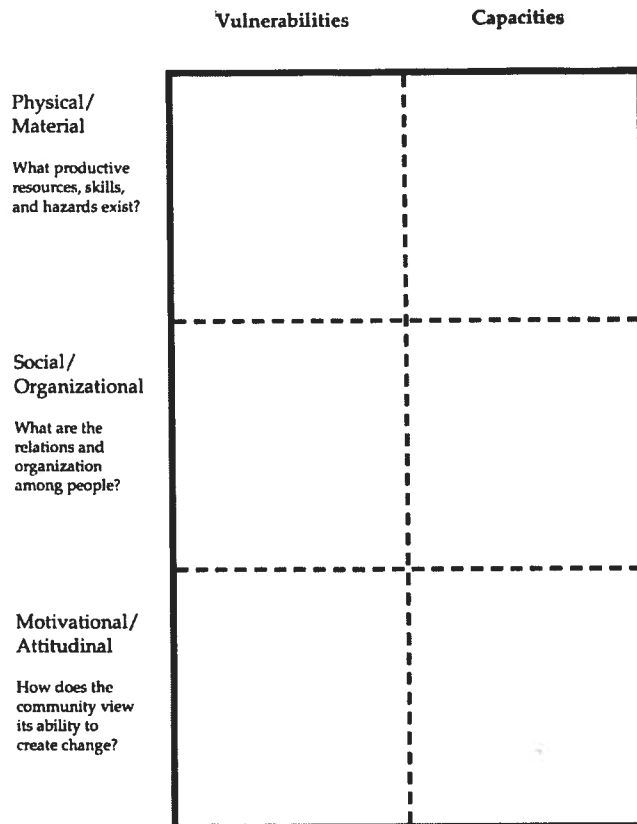 Vulnerabilities Capacities
Physical/
Material
What productive
resources, skills,
and hazards exist?
Social/
Organizational
What are the
relations and
organization
among people?
Motivational/
Attitudinal
How does the
community view
its ability to
create change?